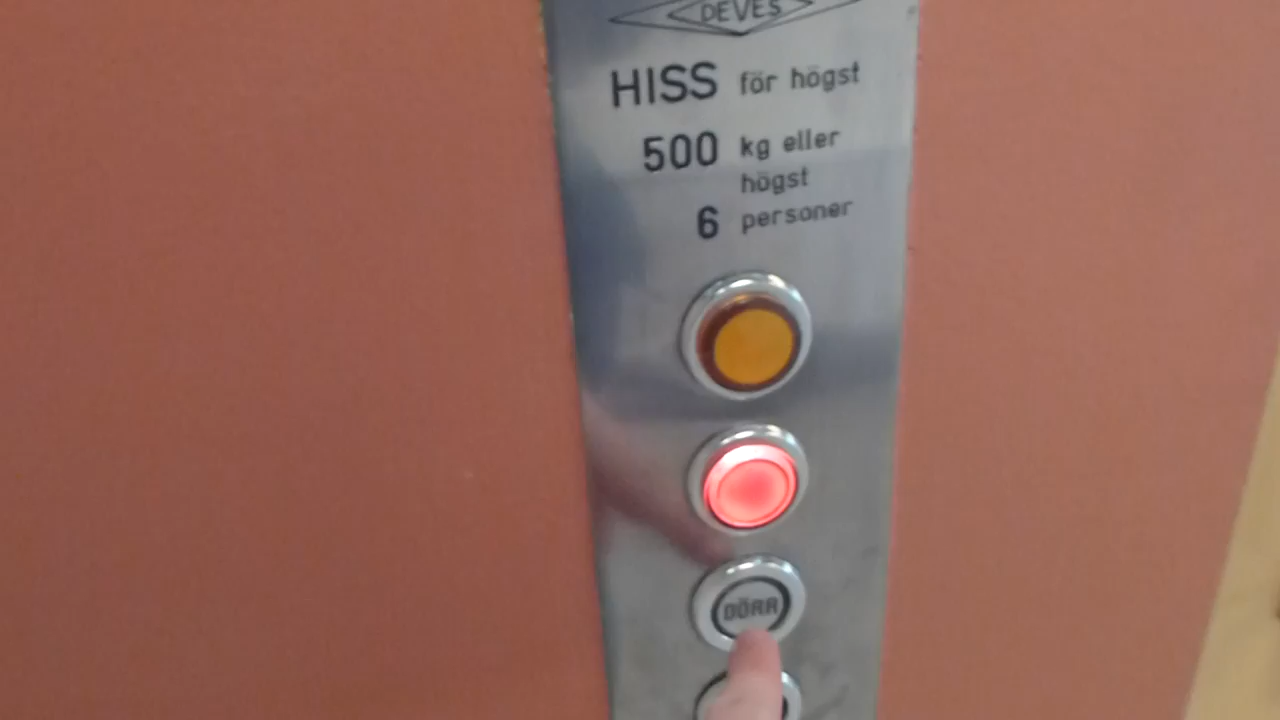 DEVES
HISS för högst
500 kg eller
högst
6 personer
DÖRR